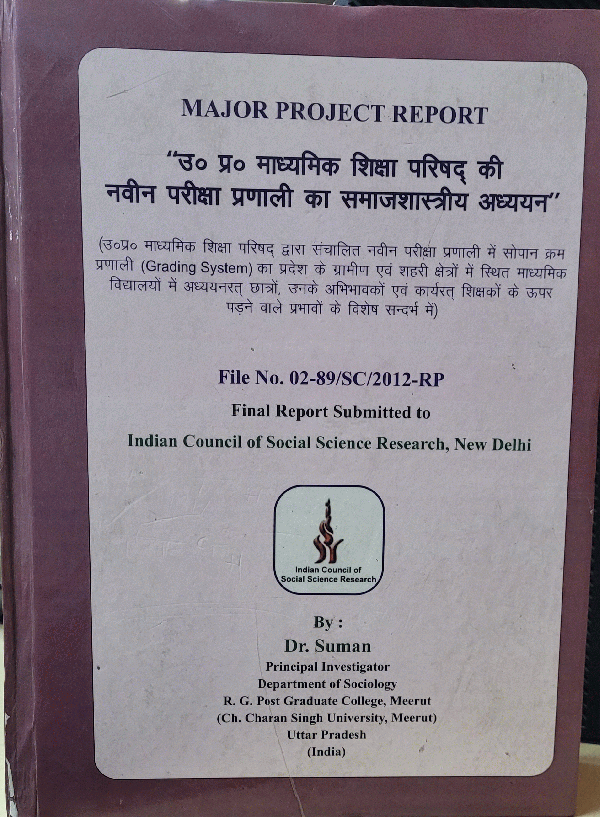 MAJOR PROJECT REPORT
“उ० प्र० माध्यमिक शिक्षा परिषद् की
नवीन परीक्षा प्रणाली का समाजशास्त्रीय अध्ययन”
(उ०प्र० माध्यमिक शिक्षा परिषद् द्वारा संचालित नवीन परीक्षा प्रणाली में सोपान क्रम
प्रणाली (Grading System) का प्रदेश के ग्रामीण एवं शहरी क्षेत्रों में स्थित माध्यमिक
विद्यालयों में अध्ययनरत् छात्रों, उनके अभिभावकों एवं कार्यरत् शिक्षकों के ऊपर
पड़ने वाले प्रभावों के विशेष सन्दर्भ में)
File No. 02-89/SC/2012-RP
Final Report Submitted to
Indian Council of Social Science Research, New Delhi
Indian Council of
Social Science Research
By :
Dr. Suman
Principal Investigator
Department of Sociology
R. G. Post Graduate College, Meerut
(Ch. Charan Singh University, Meerut)
Uttar Pradesh
(India)